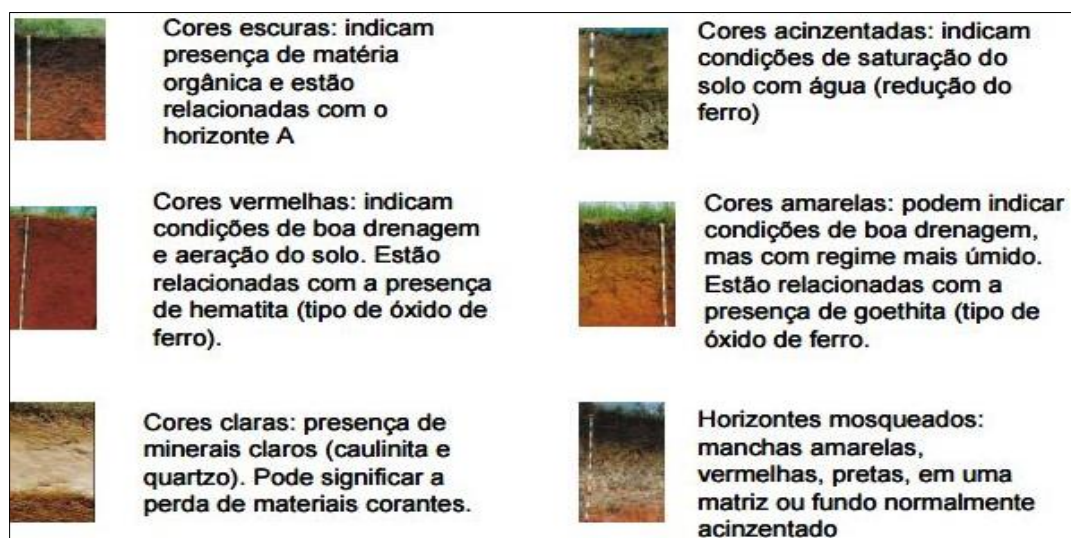 Cores escuras: indicam
presença de matéria
orgânica e estão
relacionadas com o
horizonte A
Cores acinzentadas: indicam
condições de saturação do
solo com água (redução do
ferro)
Cores vermelhas: indicam
condições de boa drenagem
e aeração do solo. Estão
relacionadas com a presença
de hematita (tipo de óxido de
ferro).
Cores amarelas: podem indicar
condições de boa drenagem,
mas com regime mais úmido.
Estão relacionadas com a
presença de goethita (tipo de
óxido de ferro.
Cores claras: presença de
minerais claros (caulinita e
quartzo). Pode significar a
perda de materiais corantes.
Horizontes mosqueados:
manchas amarelas,
vermelhas, pretas, em uma
matriz ou fundo normalmente
acinzentado